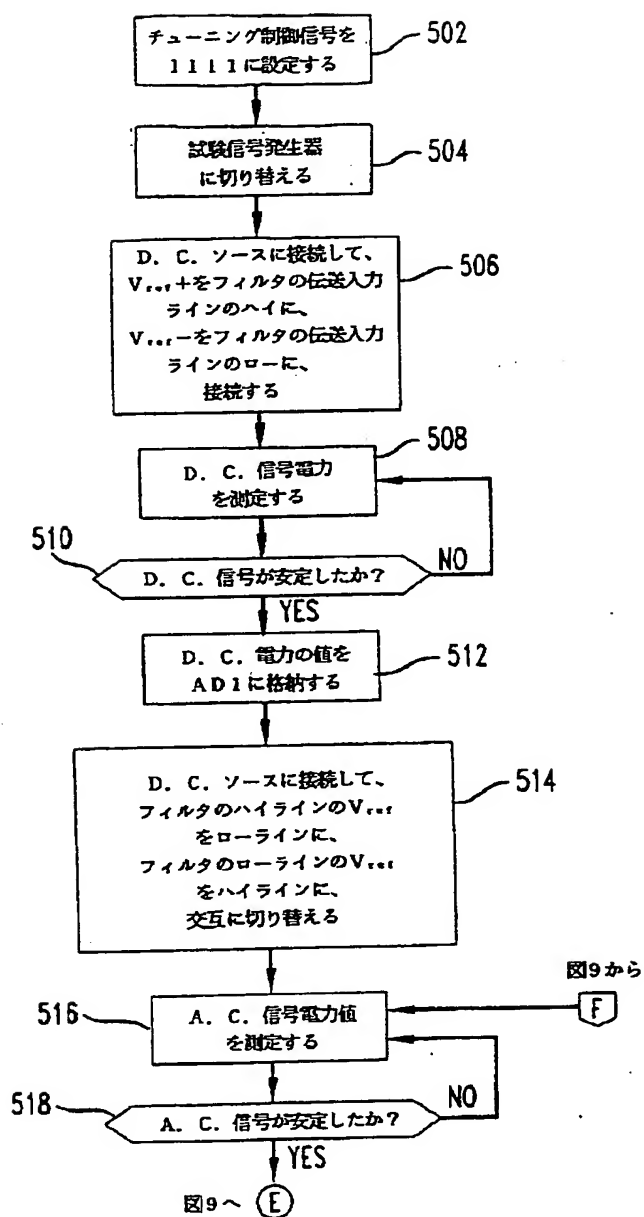 チューニング制御信号を
1111に設定する
502
試験信号発生器
に切り替える
504
D. C. ソースに接続して、
Vref+をフィルタの伝送入力
ラインのハイに、
Vref−をフィルタの伝送入力
ラインのローに、
接続する
506
508
D. C. 信号電力
を測定する
510
D. C. 信号が安定したか?
NO
YES
D. C. 電力の値を
AD1に格納する
512
D. C. ソースに接続して、
フィルタのハイラインのVref
をローラインに、
フィルタのローラインのVref
をハイラインに、
交互に切り替える
514
図9から
F
516
A. C. 信号電力値
を測定する
518
A. C. 信号が安定したか?
NO
YES
図9へ E